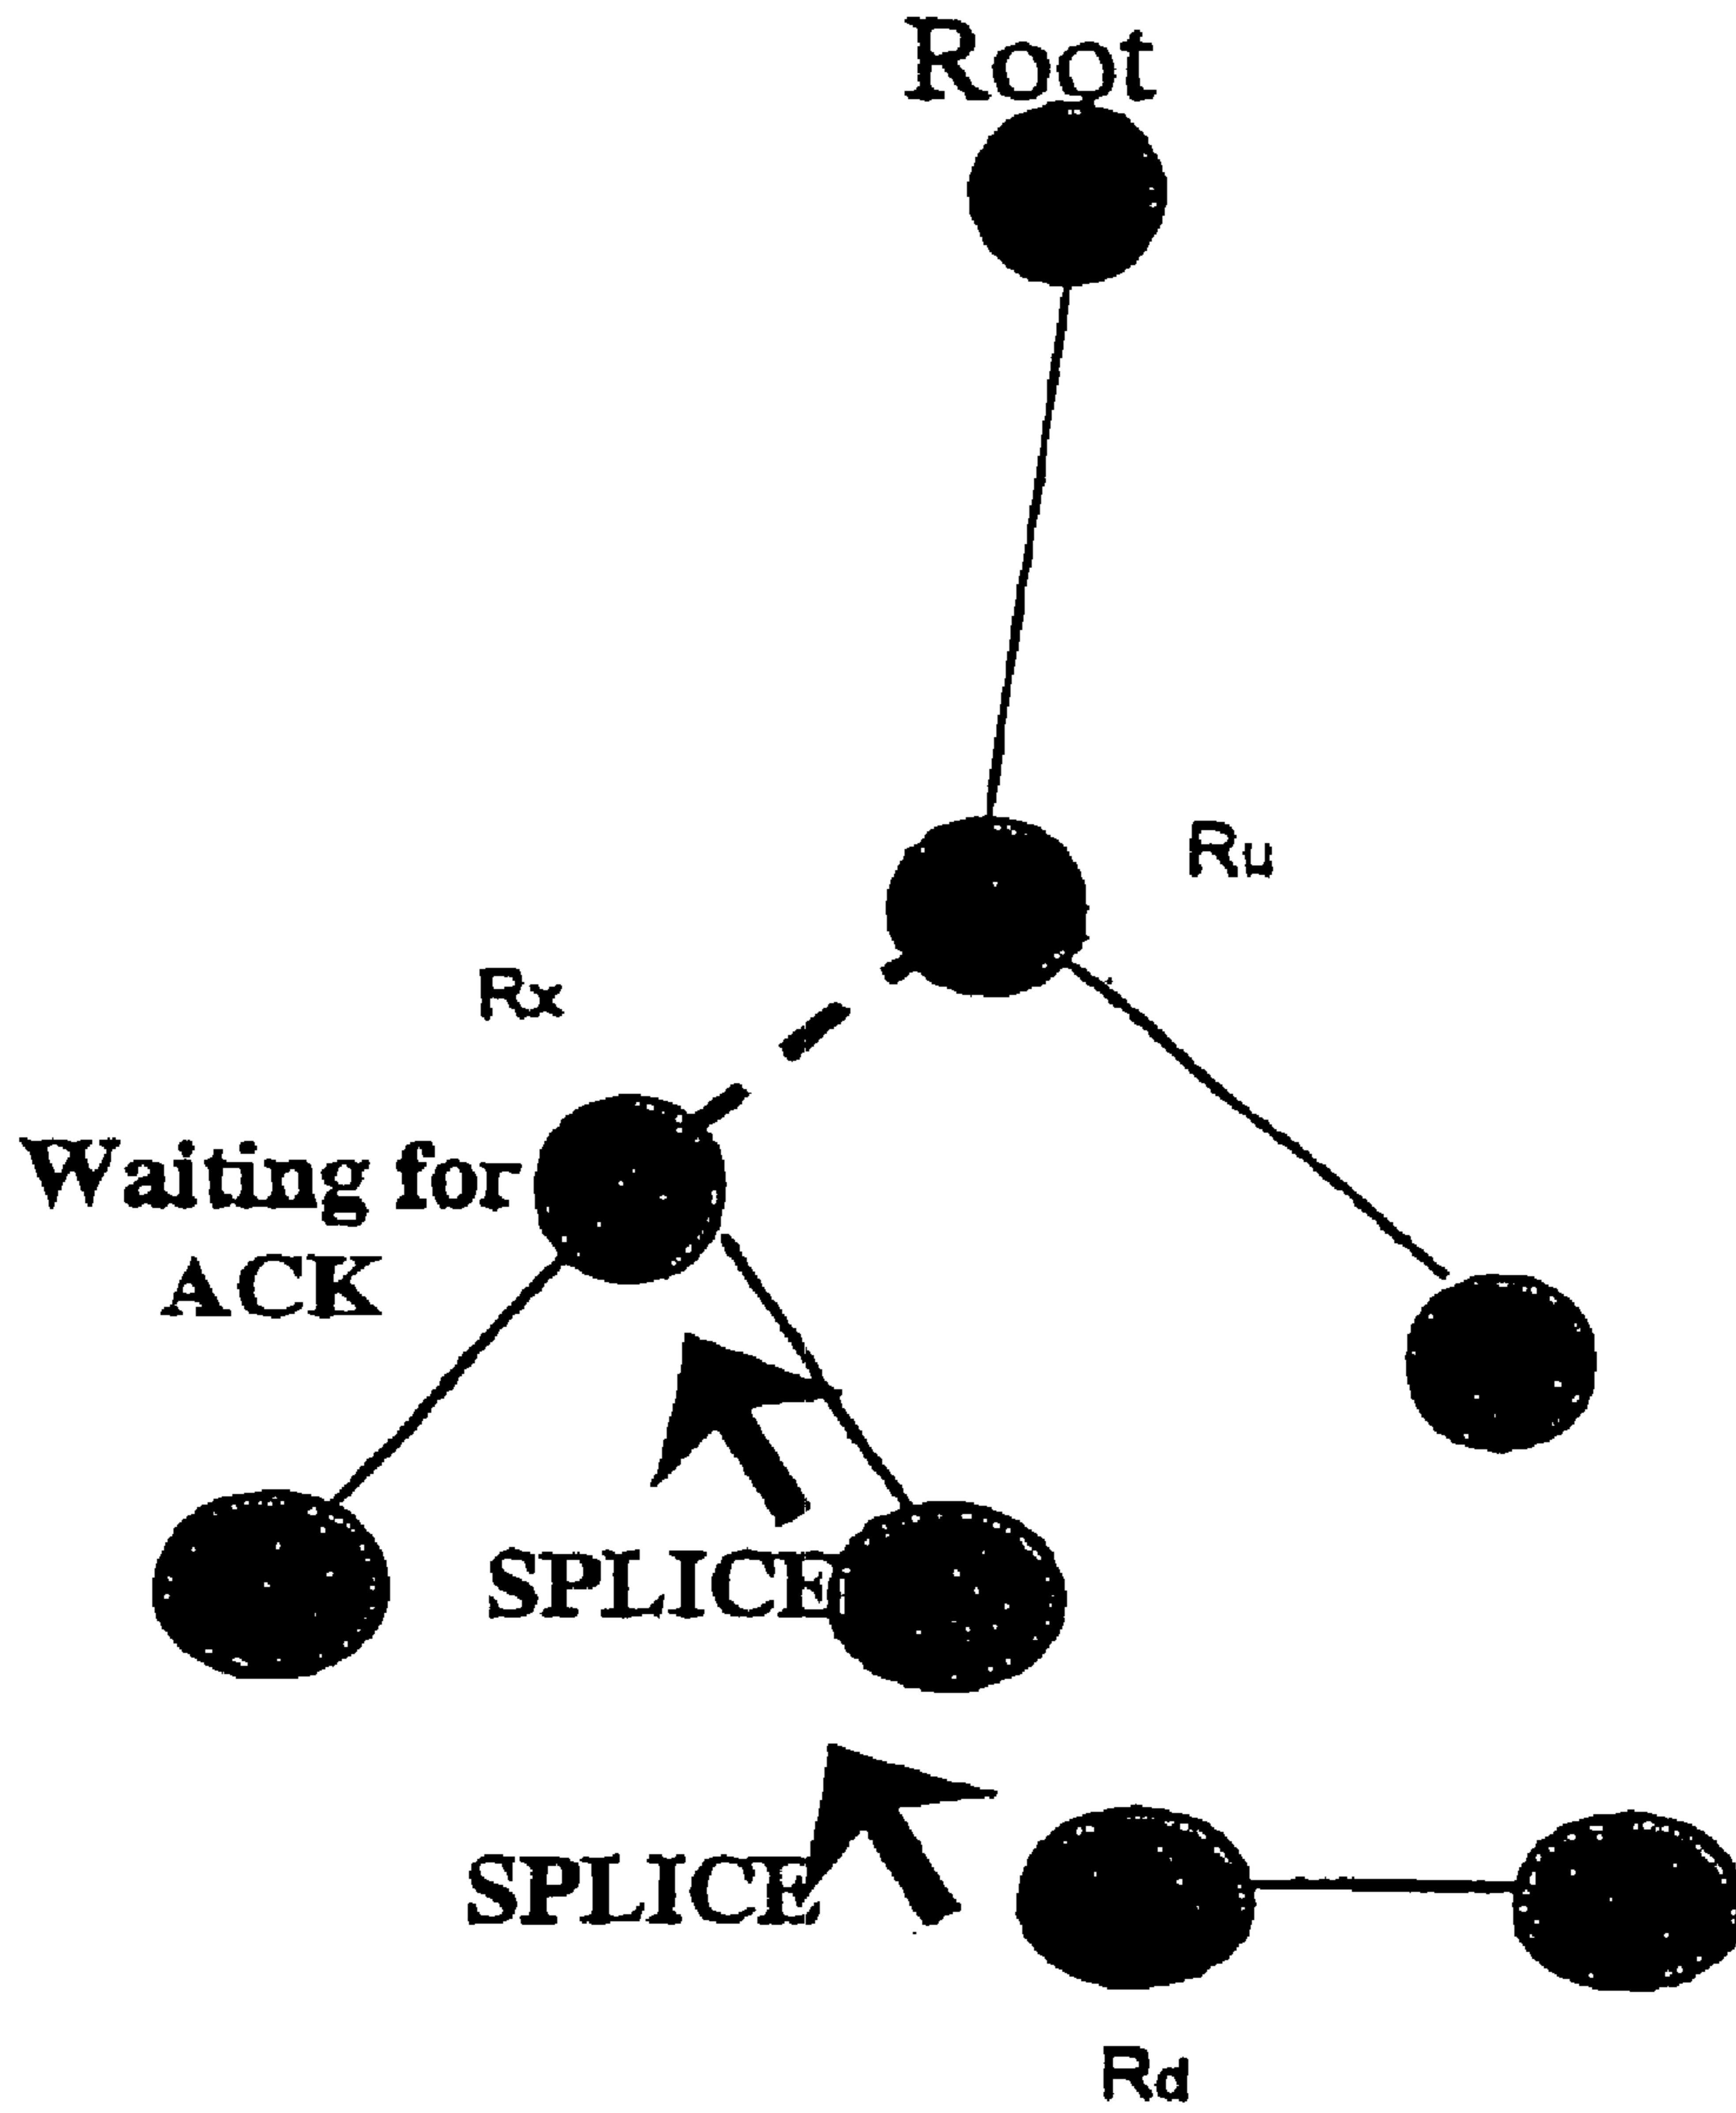 Root
Ru
Rx
Waiting for
ACK
SPLICE
SPLICE
Rd